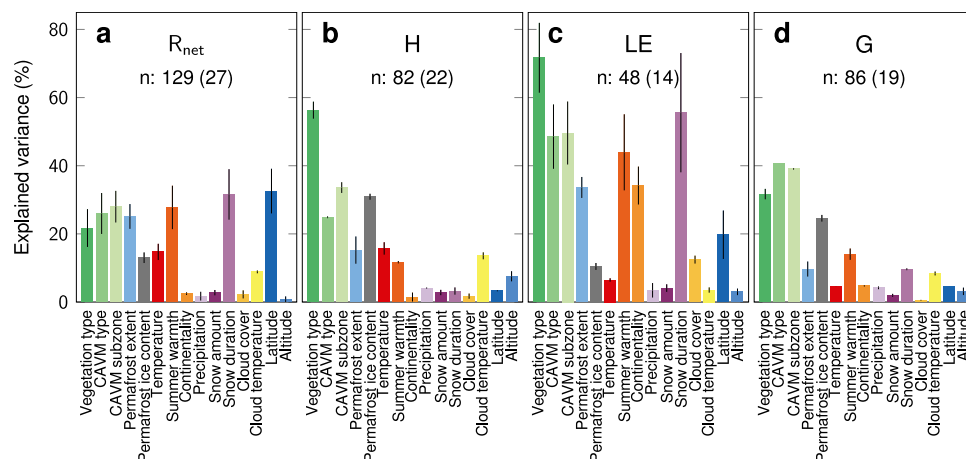 Explained variance (%)
80
60
40
20
0
a
R_net
n: 129 (27)
b
H
n: 82 (22)
c
LE
n: 48 (14)
d
G
n: 86 (19)
Vegetation type
CAVM type
CAVM subzone
Permafrost extent
Permafrost ice content
Temperature
Summer warmth
Continentality
Precipitation
Snow amount
Snow duration
Cloud cover
Cloud temperature
Latitude
Altitude
Vegetation type
CAVM type
CAVM subzone
Permafrost extent
Permafrost ice content
Temperature
Summer warmth
Continentality
Precipitation
Snow amount
Snow duration
Cloud cover
Cloud temperature
Latitude
Altitude
Vegetation type
CAVM type
CAVM subzone
Permafrost extent
Permafrost ice content
Temperature
Summer warmth
Continentality
Precipitation
Snow amount
Snow duration
Cloud cover
Cloud temperature
Latitude
Altitude
Vegetation type
CAVM type
CAVM subzone
Permafrost extent
Permafrost ice content
Temperature
Summer warmth
Continentality
Precipitation
Snow amount
Snow duration
Cloud cover
Cloud temperature
Latitude
Altitude